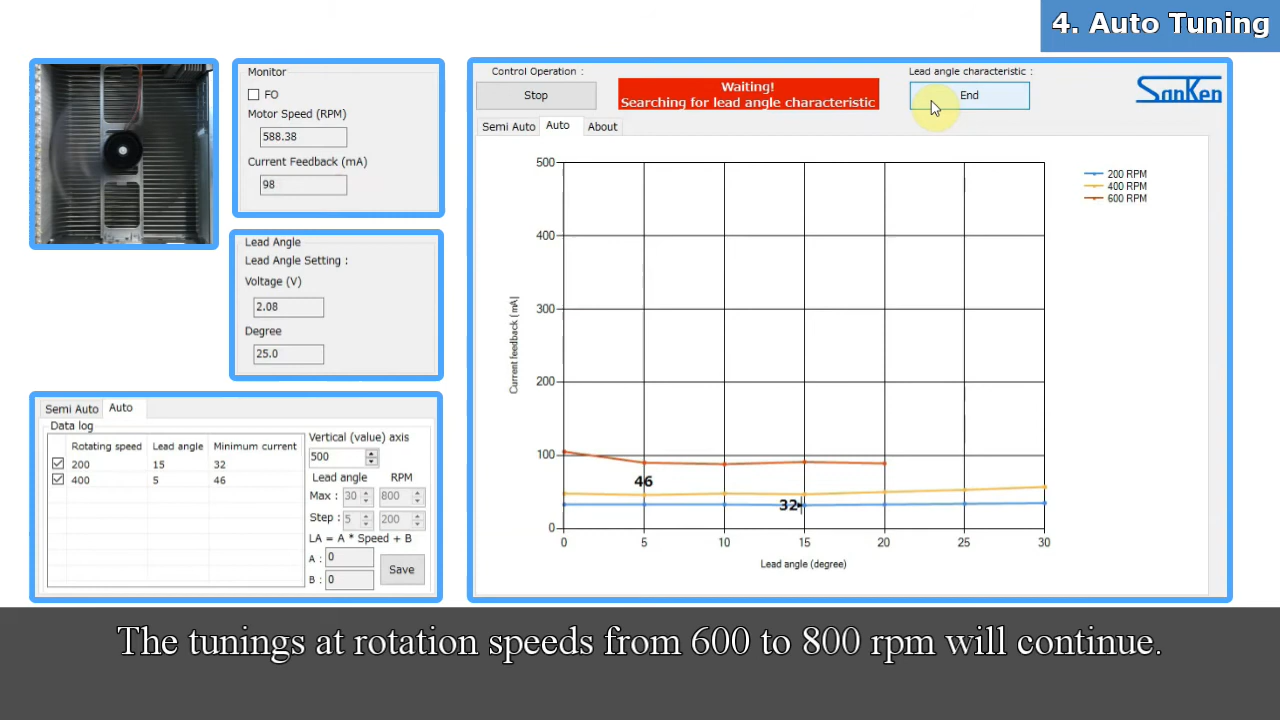 4. Auto Tuning
Monitor
FO
Motor Speed (RPM)
588.38
Current Feedback (mA)
98
Lead Angle
Lead Angle Setting :
Voltage (V)
2.08
Degree
25.0
Semi Auto Auto
Data log
Rotating speed Lead angle Minimum current
200 15 32
400 5 46
Vertical (value) axis
500
Lead angle RPM
Max : 30 800
Step : 5 200
LA = A * Speed + B
A : 0
B : 0
Save
Control Operation :
Stop
Waiting!
Searching for lead angle characteristic
Lead angle characteristic :
End
SanKen
Semi Auto Auto About
500
400
300
200
100
0
Current feedback [mA]
200 RPM
400 RPM
600 RPM
46
32
0 5 10 15 20 25 30
Lead angle (degree)
The tunings at rotation speeds from 600 to 800 rpm will continue.